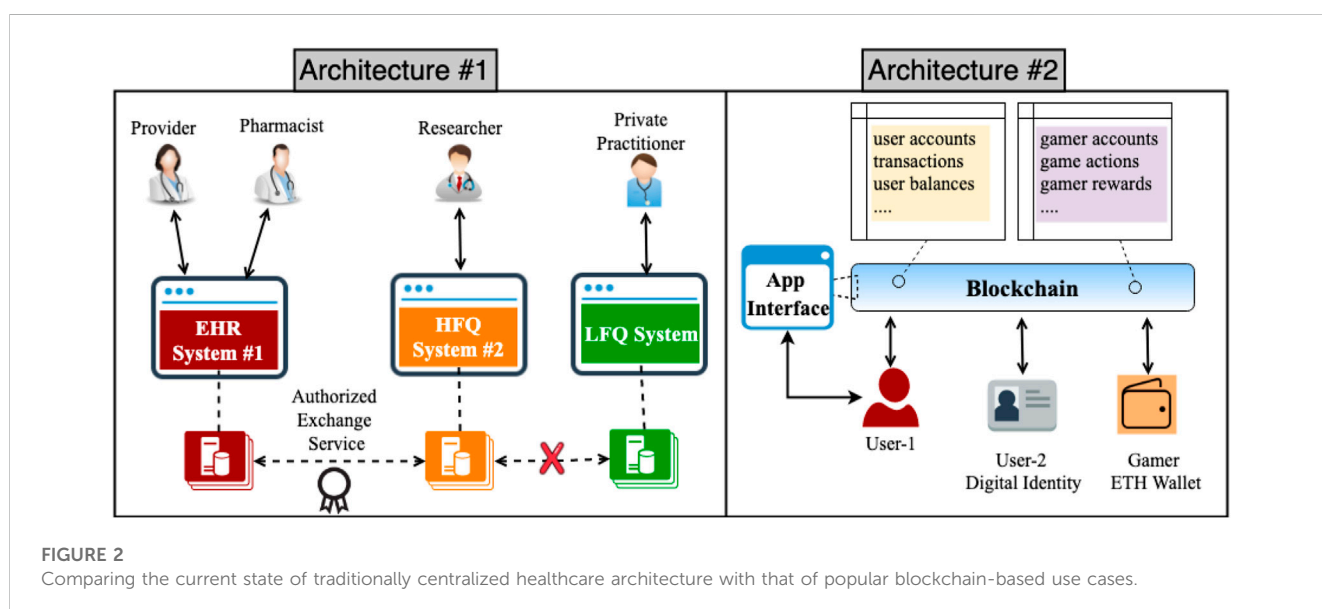 Architecture #1
Provider
Pharmacist
Researcher
Private
Practitioner
EHR
System #1
HFQ
System #2
LFQ System
Authorized
Exchange
Service
Architecture #2
user accounts
transactions
user balances
....
gamer accounts
game actions
gamer rewards
....
App
Interface
Blockchain
User-1
User-2
Digital Identity
Gamer
ETH Wallet
FIGURE 2
Comparing the current state of traditionally centralized healthcare architecture with that of popular blockchain-based use cases.